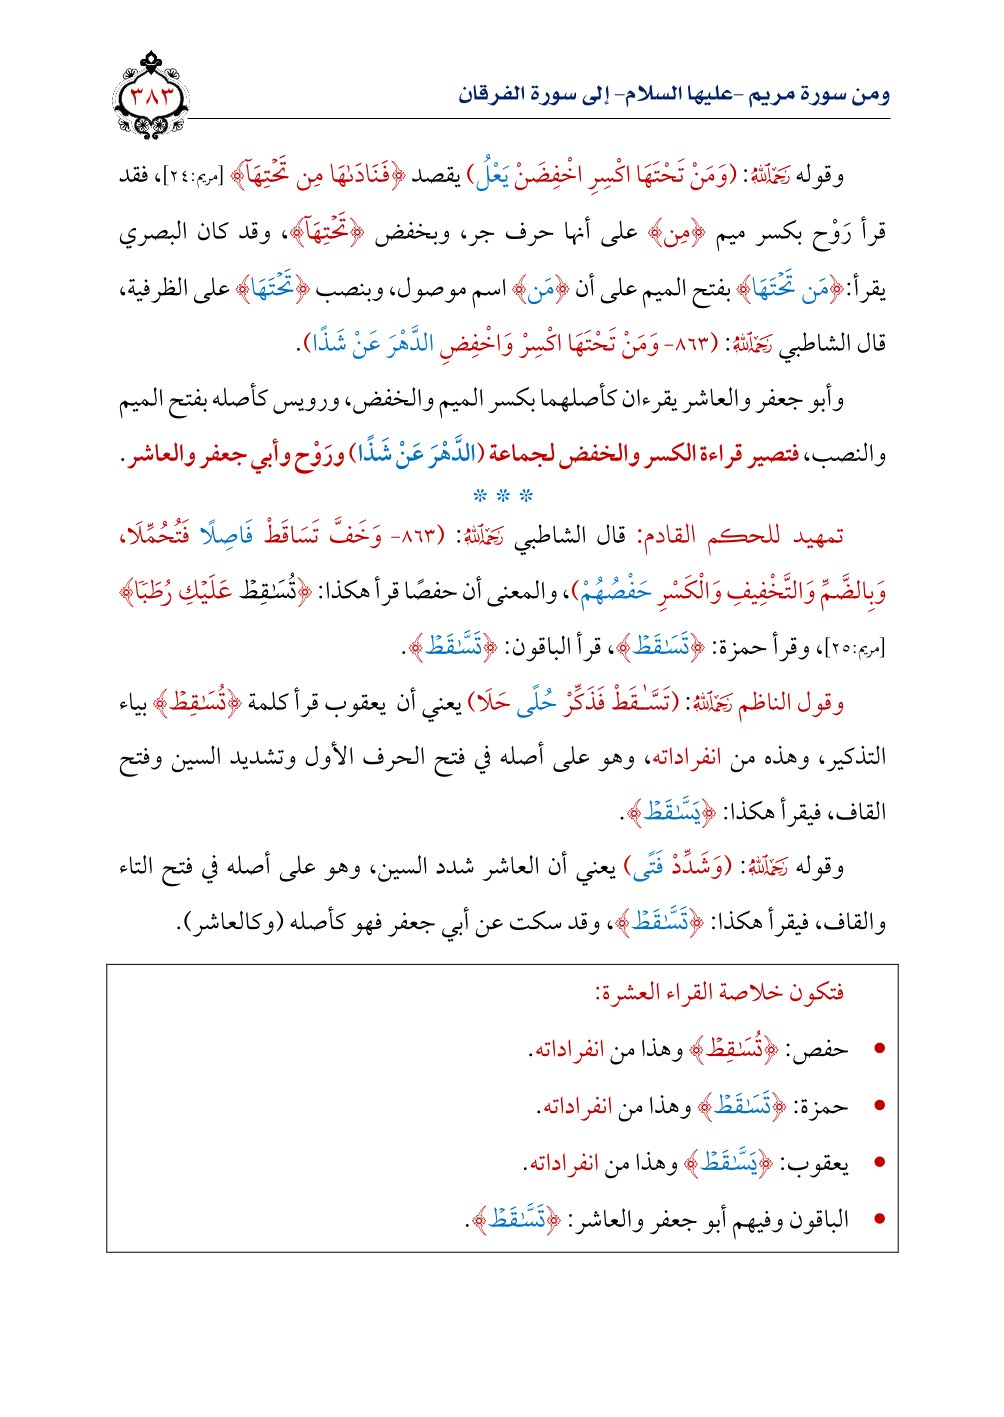 ومن سورة مريم -عليها السلام- إلى سورة الفرقان
٣٨٣
وقوله رَحِمَهُ ٱللَّهُ: (وَمَنْ تَحْتَهَا اكْسِرِ اخْفِضَنْ يَعْلُ) يقصد ﴿فَنَادَىٰهَا مِن تَحۡتِهَآ﴾ [مريم:٢٤]، فقد
قرأ رَوْح بكسر ميم ﴿مِن﴾ على أنها حرف جر، وبخفض ﴿تَحۡتِهَآ﴾، وقد كان البصري
يقرأ:﴿مَن تَحۡتَهَا﴾ بفتح الميم على أن ﴿مَن﴾ اسم موصول، وبنصب ﴿تَحۡتَهَا﴾ على الظرفية،
قال الشاطبي رَحِمَهُ ٱللَّهُ: (٨٦٣- وَمَنْ تَحْتَهَا اكْسِرْ وَاخْفِضِ الدَّهْرَ عَنْ شَذًا).
وأبو جعفر والعاشر يقرءان كأصلهما بكسر الميم والخفض، ورويس كأصله بفتح الميم
والنصب، فتصير قراءة الكسر والخفض لجماعة (الدَّهْرَ عَنْ شَذًا) ورَوْح وأبي جعفر والعاشر.
* * *
تمهيد للحكم القادم: قال الشاطبي رَحِمَهُ ٱللَّهُ: (٨٦٣- وَخَفَّ تَسَاقَطْ فَاصِلًا فَتُحُمِّلَا،
وَبِالضَّمِّ وَالتَّخْفِيفِ وَالْكَسْرِ حَفْصُهُمْ)، والمعنى أن حفصًا قرأ هكذا: ﴿تُسَٰقِطۡ عَلَيۡكِ رُطَبٗا﴾
[مريم:٢٥]، وقرأ حمزة: ﴿تَسَٰقَطۡ﴾، قرأ الباقون: ﴿تَسَّٰقَطۡ﴾.
وقول الناظم رَحِمَهُ ٱللَّهُ: (تَسَّـٰقَطْ فَذَكِّرْ حُلًى حَلَا) يعني أن يعقوب قرأ كلمة ﴿تُسَٰقِطۡ﴾ بياء
التذكير، وهذه من انفراداته، وهو على أصله في فتح الحرف الأول وتشديد السين وفتح
القاف، فيقرأ هكذا: ﴿يَسَّٰقَطۡ﴾.
وقوله رَحِمَهُ ٱللَّهُ: (وَشَدِّدْ فَتًى) يعني أن العاشر شدد السين، وهو على أصله في فتح التاء
والقاف، فيقرأ هكذا: ﴿تَسَّٰقَطۡ﴾، وقد سكت عن أبي جعفر فهو كأصله (وكالعاشر).
فتكون خلاصة القراء العشرة:
• حفص: ﴿تُسَٰقِطۡ﴾ وهذا من انفراداته.
• حمزة: ﴿تَسَٰقَطۡ﴾ وهذا من انفراداته.
• يعقوب: ﴿يَسَّٰقَطۡ﴾ وهذا من انفراداته.
• الباقون وفيهم أبو جعفر والعاشر: ﴿تَسَّٰقَطۡ﴾.